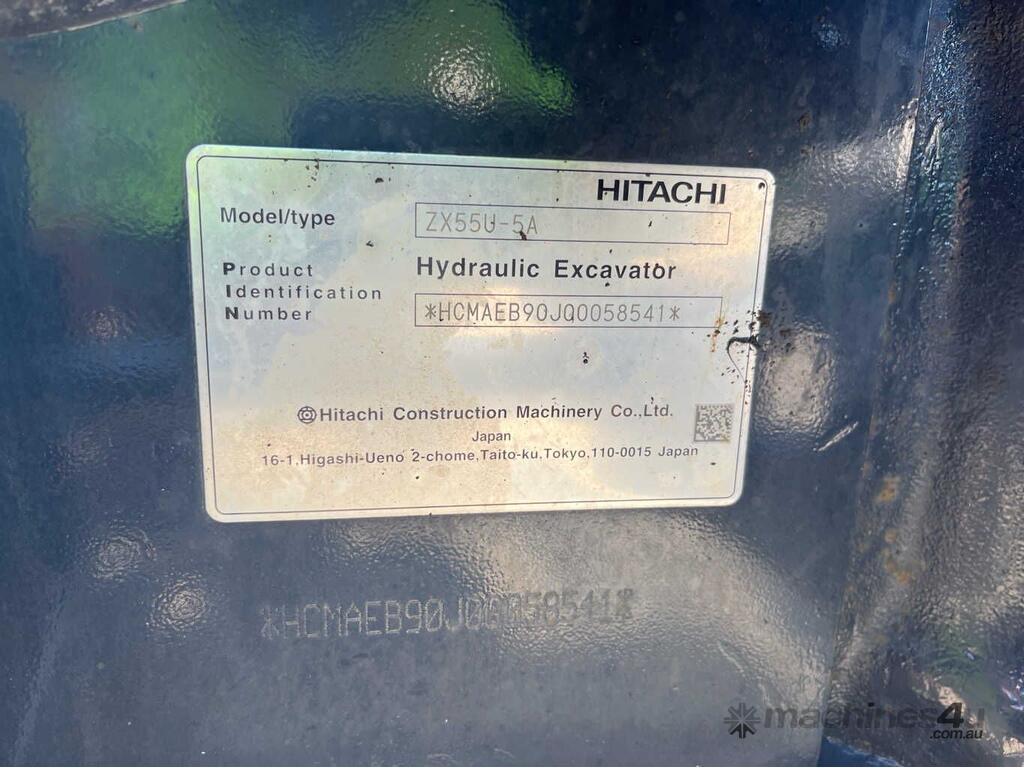 HITACHI
Model/type ZX55U-5A
Product Hydraulic Excavator
Identification
Number *HCMAEB90JQ0058541*
Hitachi Construction Machinery Co.,Ltd.
Japan
16-1,Higashi-Ueno 2-chome,Taito-ku,Tokyo,110-0015 Japan
machines4u
.com.au